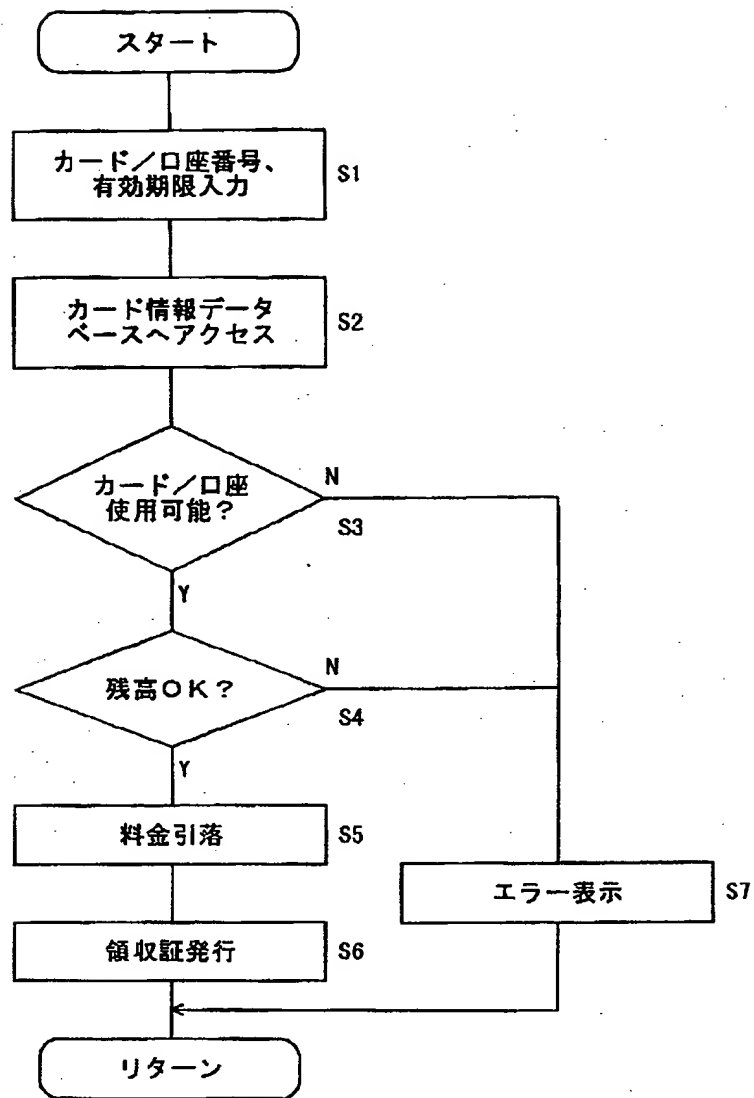 スタート
カード／口座番号、
有効期限入力
S1
カード情報データ
ベースへアクセス
S2
カード／口座
使用可能？
N
S3
Y
残高OK？
N
S4
Y
料金引落
S5
エラー表示
S7
領収証発行
S6
リターン